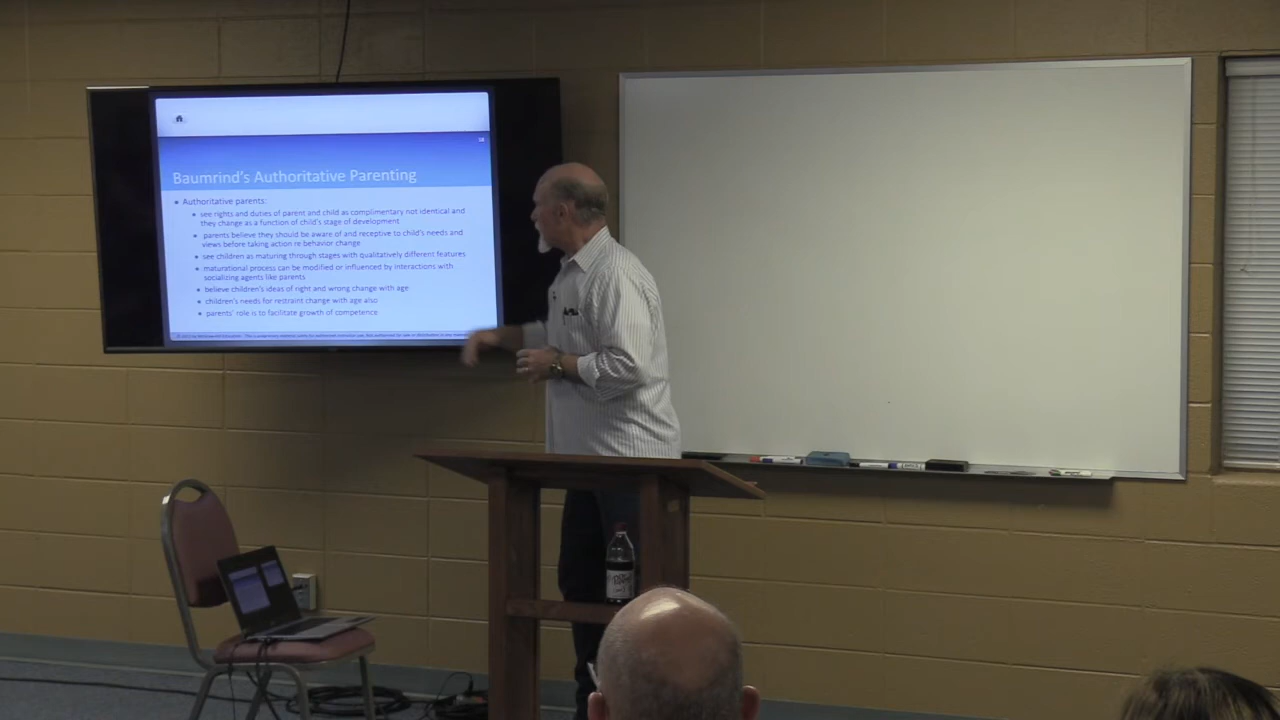 Baumrind's Authoritative Parenting
• Authoritative parents:
• see rights and duties of parent and child as complimentary not identical and
they change as a function of child's stage of development
• parents believe they should be aware of and receptive to child's needs and
views before taking action re behavior change
• see children as maturing through stages with qualitatively different features
• maturational process can be modified or influenced by interactions with
socializing agents like parents
• believe children's ideas of right and wrong change with age
• children's needs for restraint change with age also
• parents' role is to facilitate growth of competence